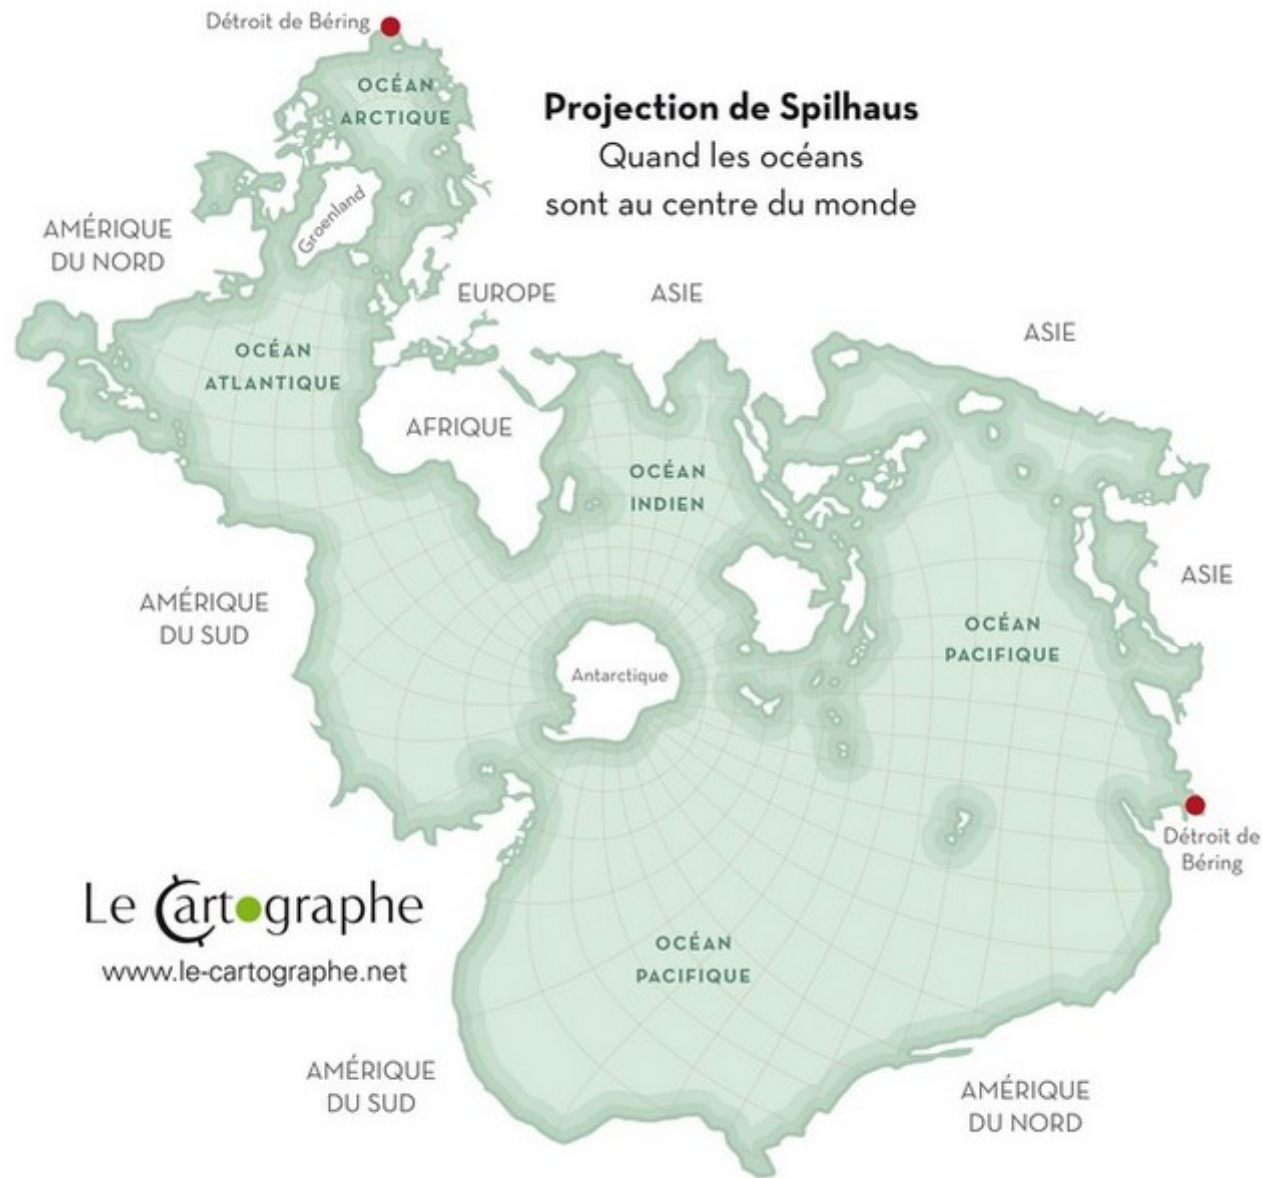 Détroit de Béring
OCÉAN
ARCTIQUE
Projection de Spilhaus
Quand les océans
sont au centre du monde
Groenland
AMÉRIQUE
DU NORD
EUROPE
ASIE
ASIE
OCÉAN
ATLANTIQUE
AFRIQUE
OCÉAN
INDIEN
ASIE
AMÉRIQUE
DU SUD
OCÉAN
PACIFIQUE
Antarctique
Détroit de
Béring
Le Cartographe
www.le-cartographe.net
OCÉAN
PACIFIQUE
AMÉRIQUE
DU SUD
AMÉRIQUE
DU NORD